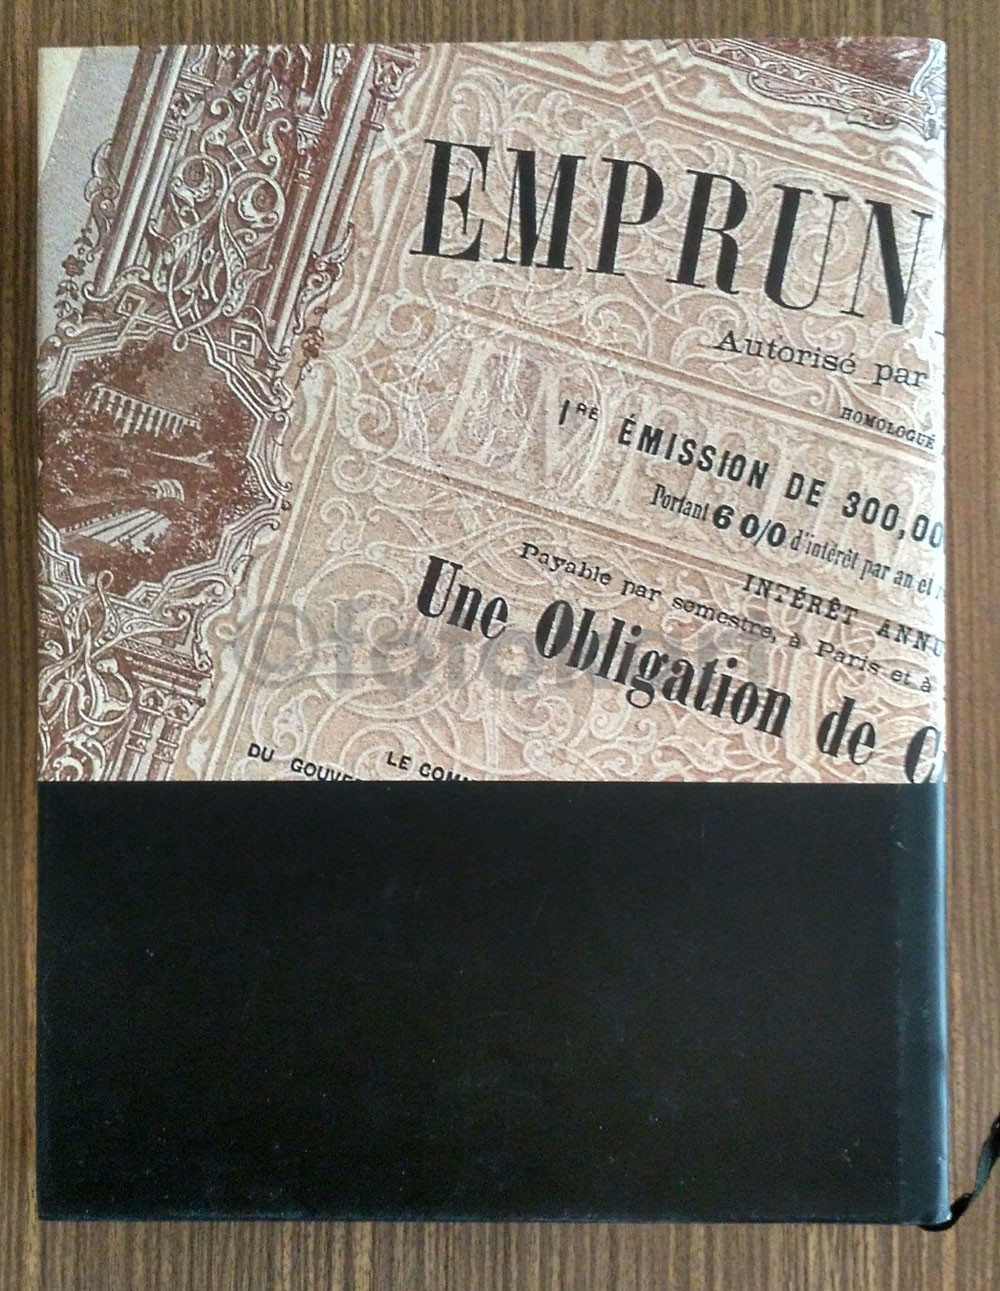 EMPRUN
Autorisé par
HOMOLOGUÉ
1RE ÉMISSION DE 300,00
Portant 6 0/0 d'intérêt par an et r
INTÉRÊT ANNU
Payable par semestre, à Paris et à
Une Obligation de
DU GOUVE
LE COM
©foto